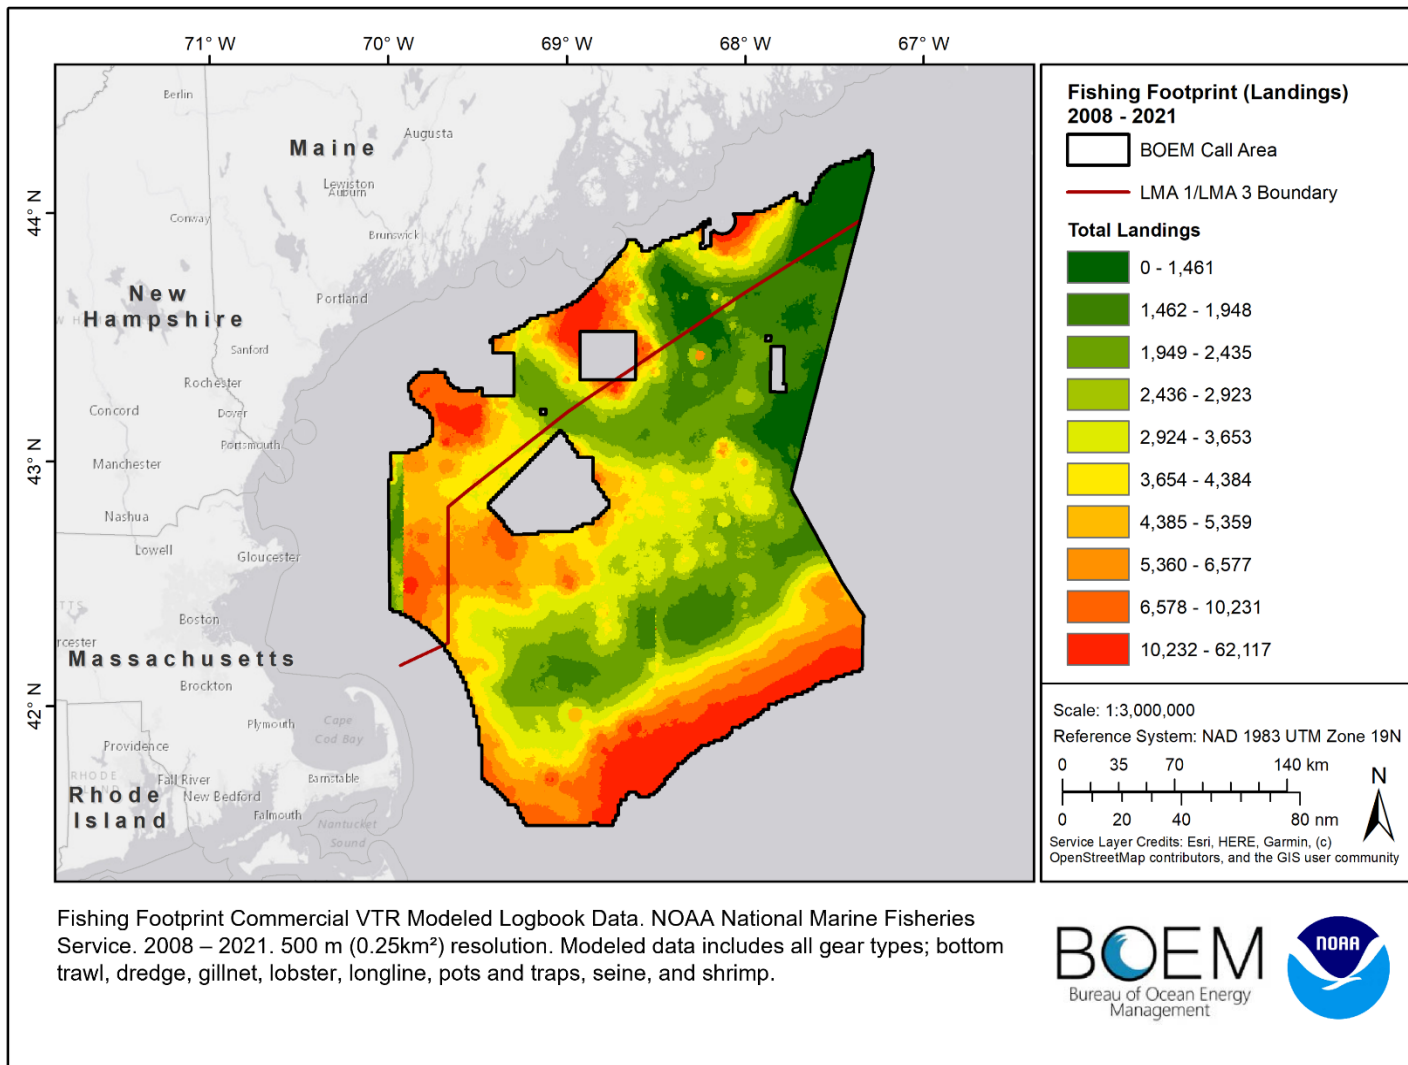 71° W
70° W
69° W
68° W
67° W
44° N
43° N
42° N
Berlin
Augusta
Maine
Lewiston
Auburn
Conway
Brunswick
New
Hampshire
Portland
Sanford
Rochester
Concord
Dover
Portsmouth
Manchester
Nashua
Lowell
Gloucester
Boston
Massachusetts
Brockton
Plymouth
Cape
Cod Bay
Providence
RHODE
Fall River
Barnstable
New Bedford
Rhode
Island
Falmouth
Nantucket
Sound
Fishing Footprint (Landings)
2008 - 2021
BOEM Call Area
LMA 1/LMA 3 Boundary
Total Landings
0 - 1,461
1,462 - 1,948
1,949 - 2,435
2,436 - 2,923
2,924 - 3,653
3,654 - 4,384
4,385 - 5,359
5,360 - 6,577
6,578 - 10,231
10,232 - 62,117
Scale: 1:3,000,000
Reference System: NAD 1983 UTM Zone 19N
0 35 70 140 km
N
0 20 40 80 nm
Service Layer Credits: Esri, HERE, Garmin, (c)
OpenStreetMap contributors, and the GIS user community
Fishing Footprint Commercial VTR Modeled Logbook Data. NOAA National Marine Fisheries
Service. 2008 – 2021. 500 m (0.25km²) resolution. Modeled data includes all gear types; bottom
trawl, dredge, gillnet, lobster, longline, pots and traps, seine, and shrimp.
BOEM
Bureau of Ocean Energy
Management
NOAA